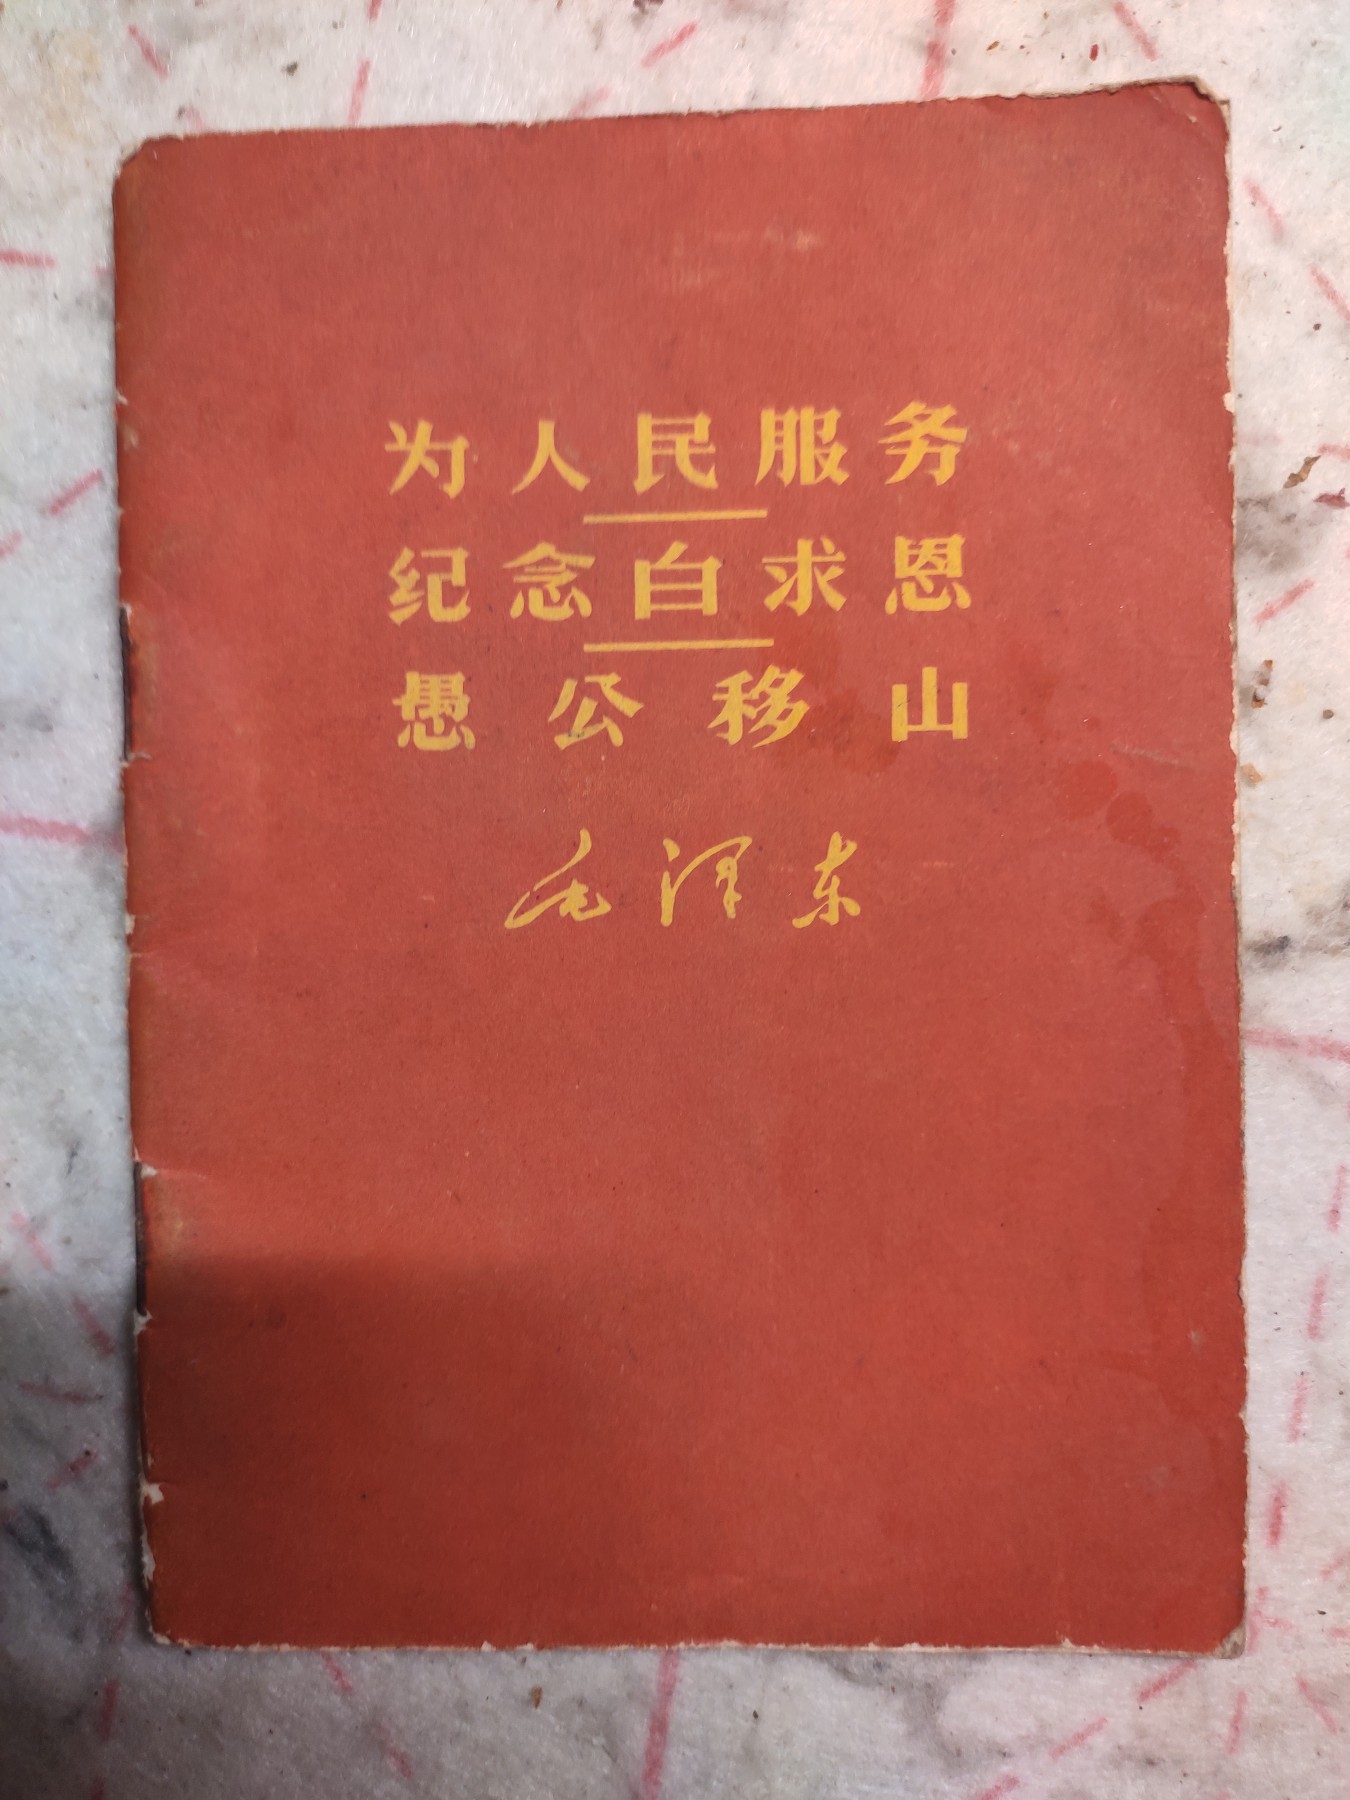 为人民服务
纪念白求恩
愚公移山
毛泽东